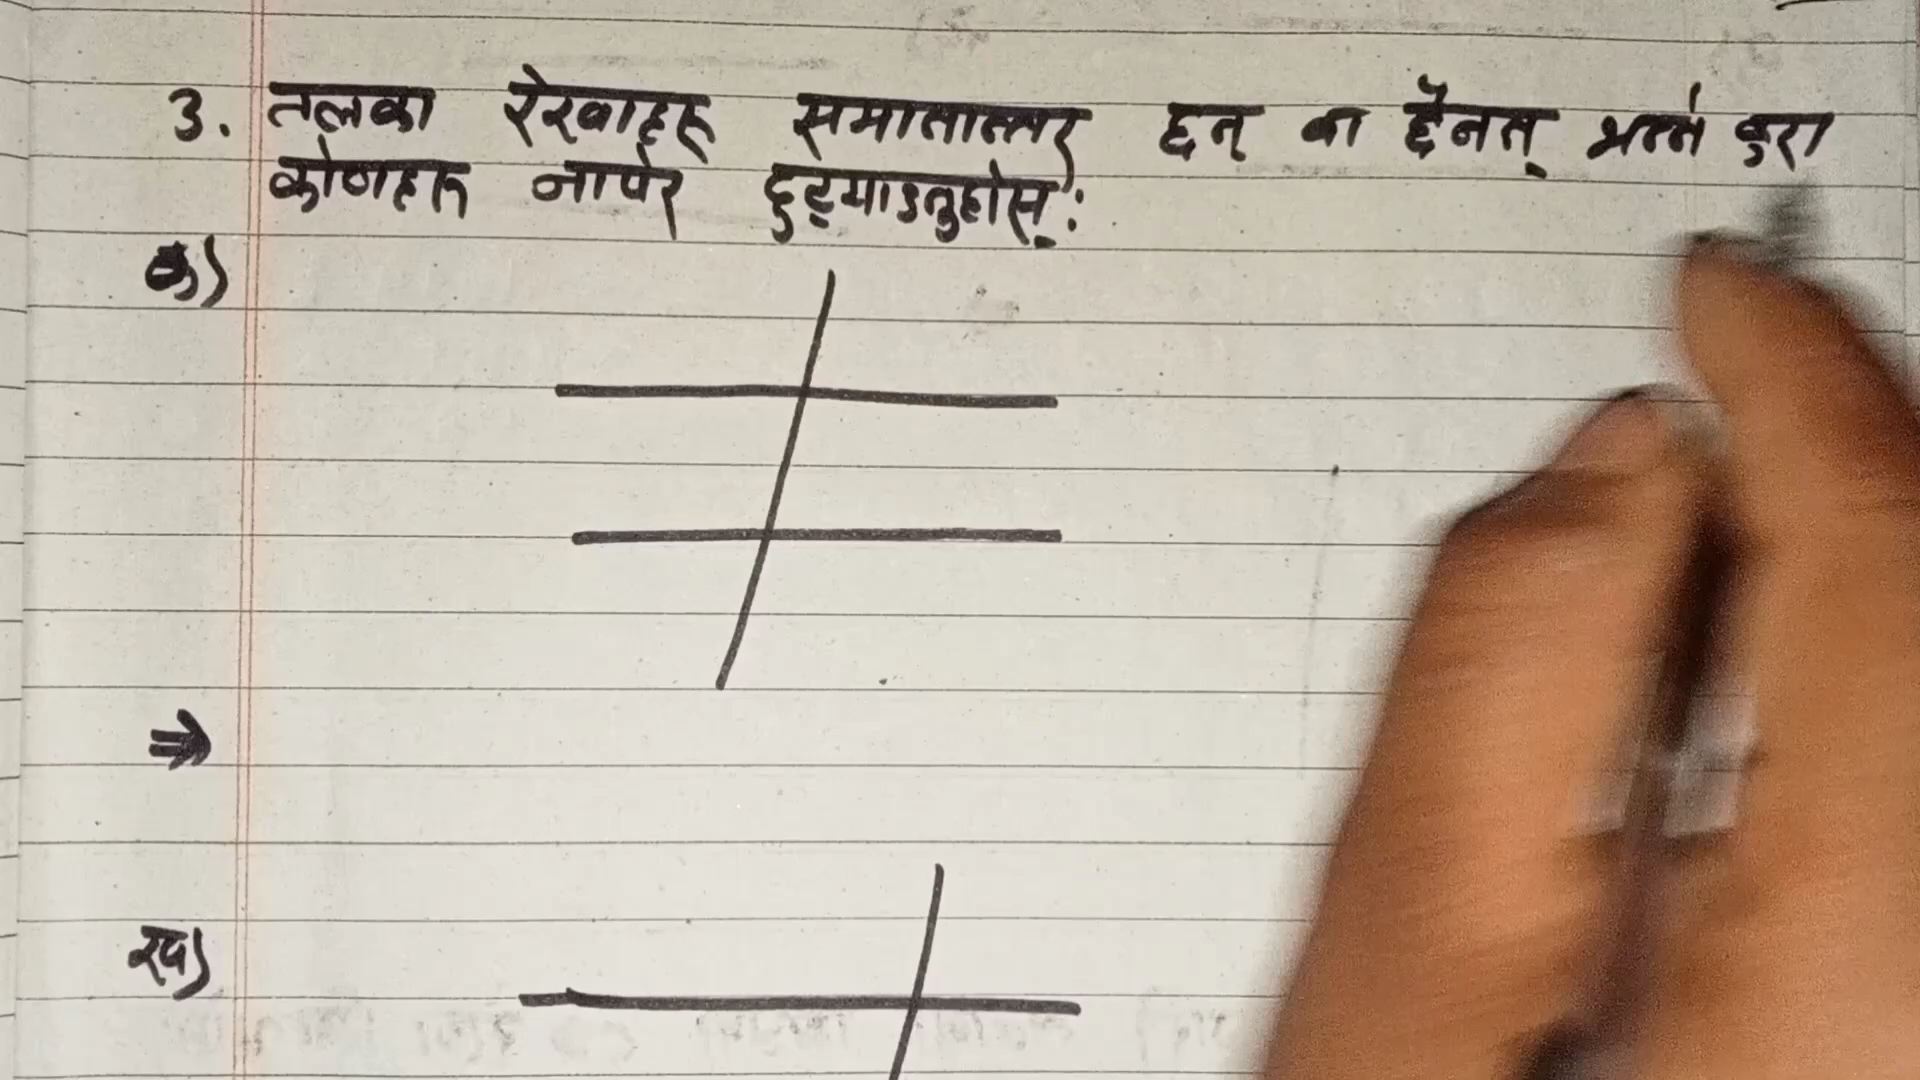 3. तलका रेखाहरू समानान्तर छन् वा छैनन् भन्ने कुरा
कोणहरू नापेर छुट्याउनुहोस्:
क)
⇒
ख)